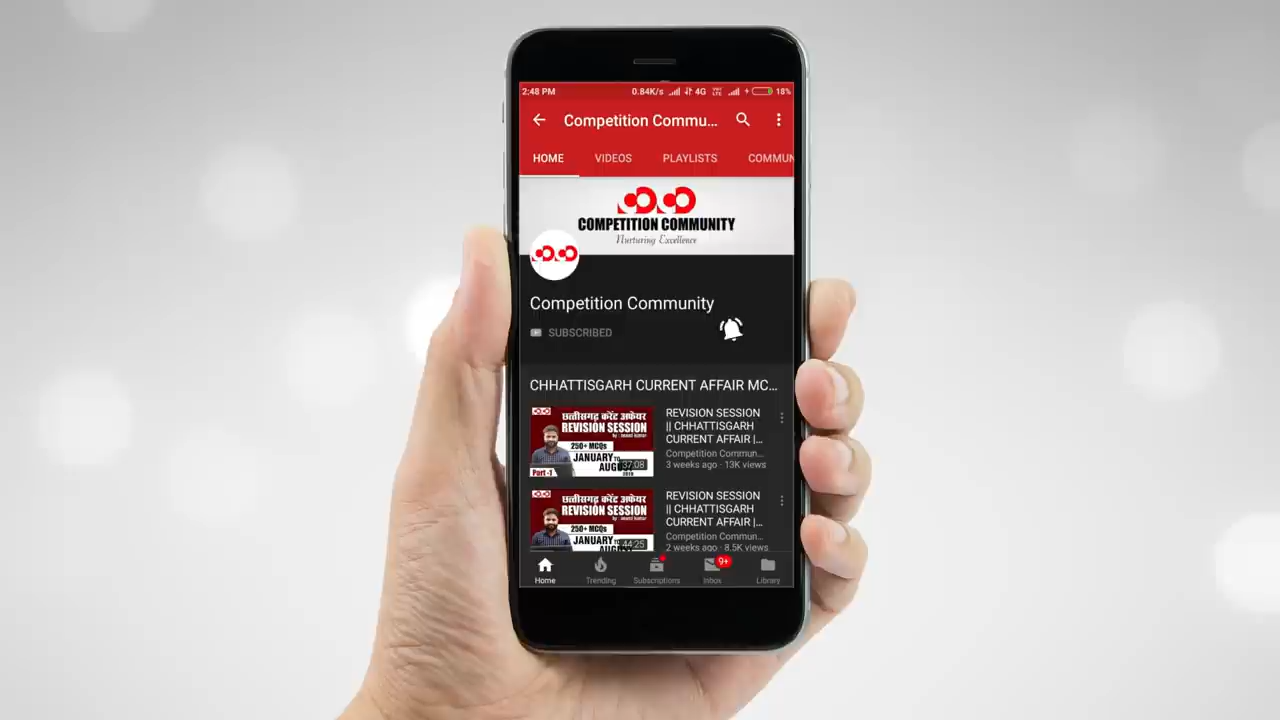 2:48 PM
0.84K/s 4G VoLTE 18%
Competition Commu...
HOME VIDEOS PLAYLISTS COMMUN
COMPETITION COMMUNITY
Nurturing Excellence
Competition Community
SUBSCRIBED
CHHATTISGARH CURRENT AFFAIR MC...
छत्तीसगढ़ करेंट अफेयर
REVISION SESSION
250+ MCQs
JANUARY TO
Part -1
37:08
REVISION SESSION
|| CHHATTISGARH
CURRENT AFFAIR |...
Competition Commun...
3 weeks ago · 13K views
छत्तीसगढ़ करेंट अफेयर
REVISION SESSION
250+ MCQs
JANUARY TO
44:25
REVISION SESSION
|| CHHATTISGARH
CURRENT AFFAIR |...
Competition Commun...
2 weeks ago · 8.5K views
9+
Home Trending Subscriptions Inbox Library